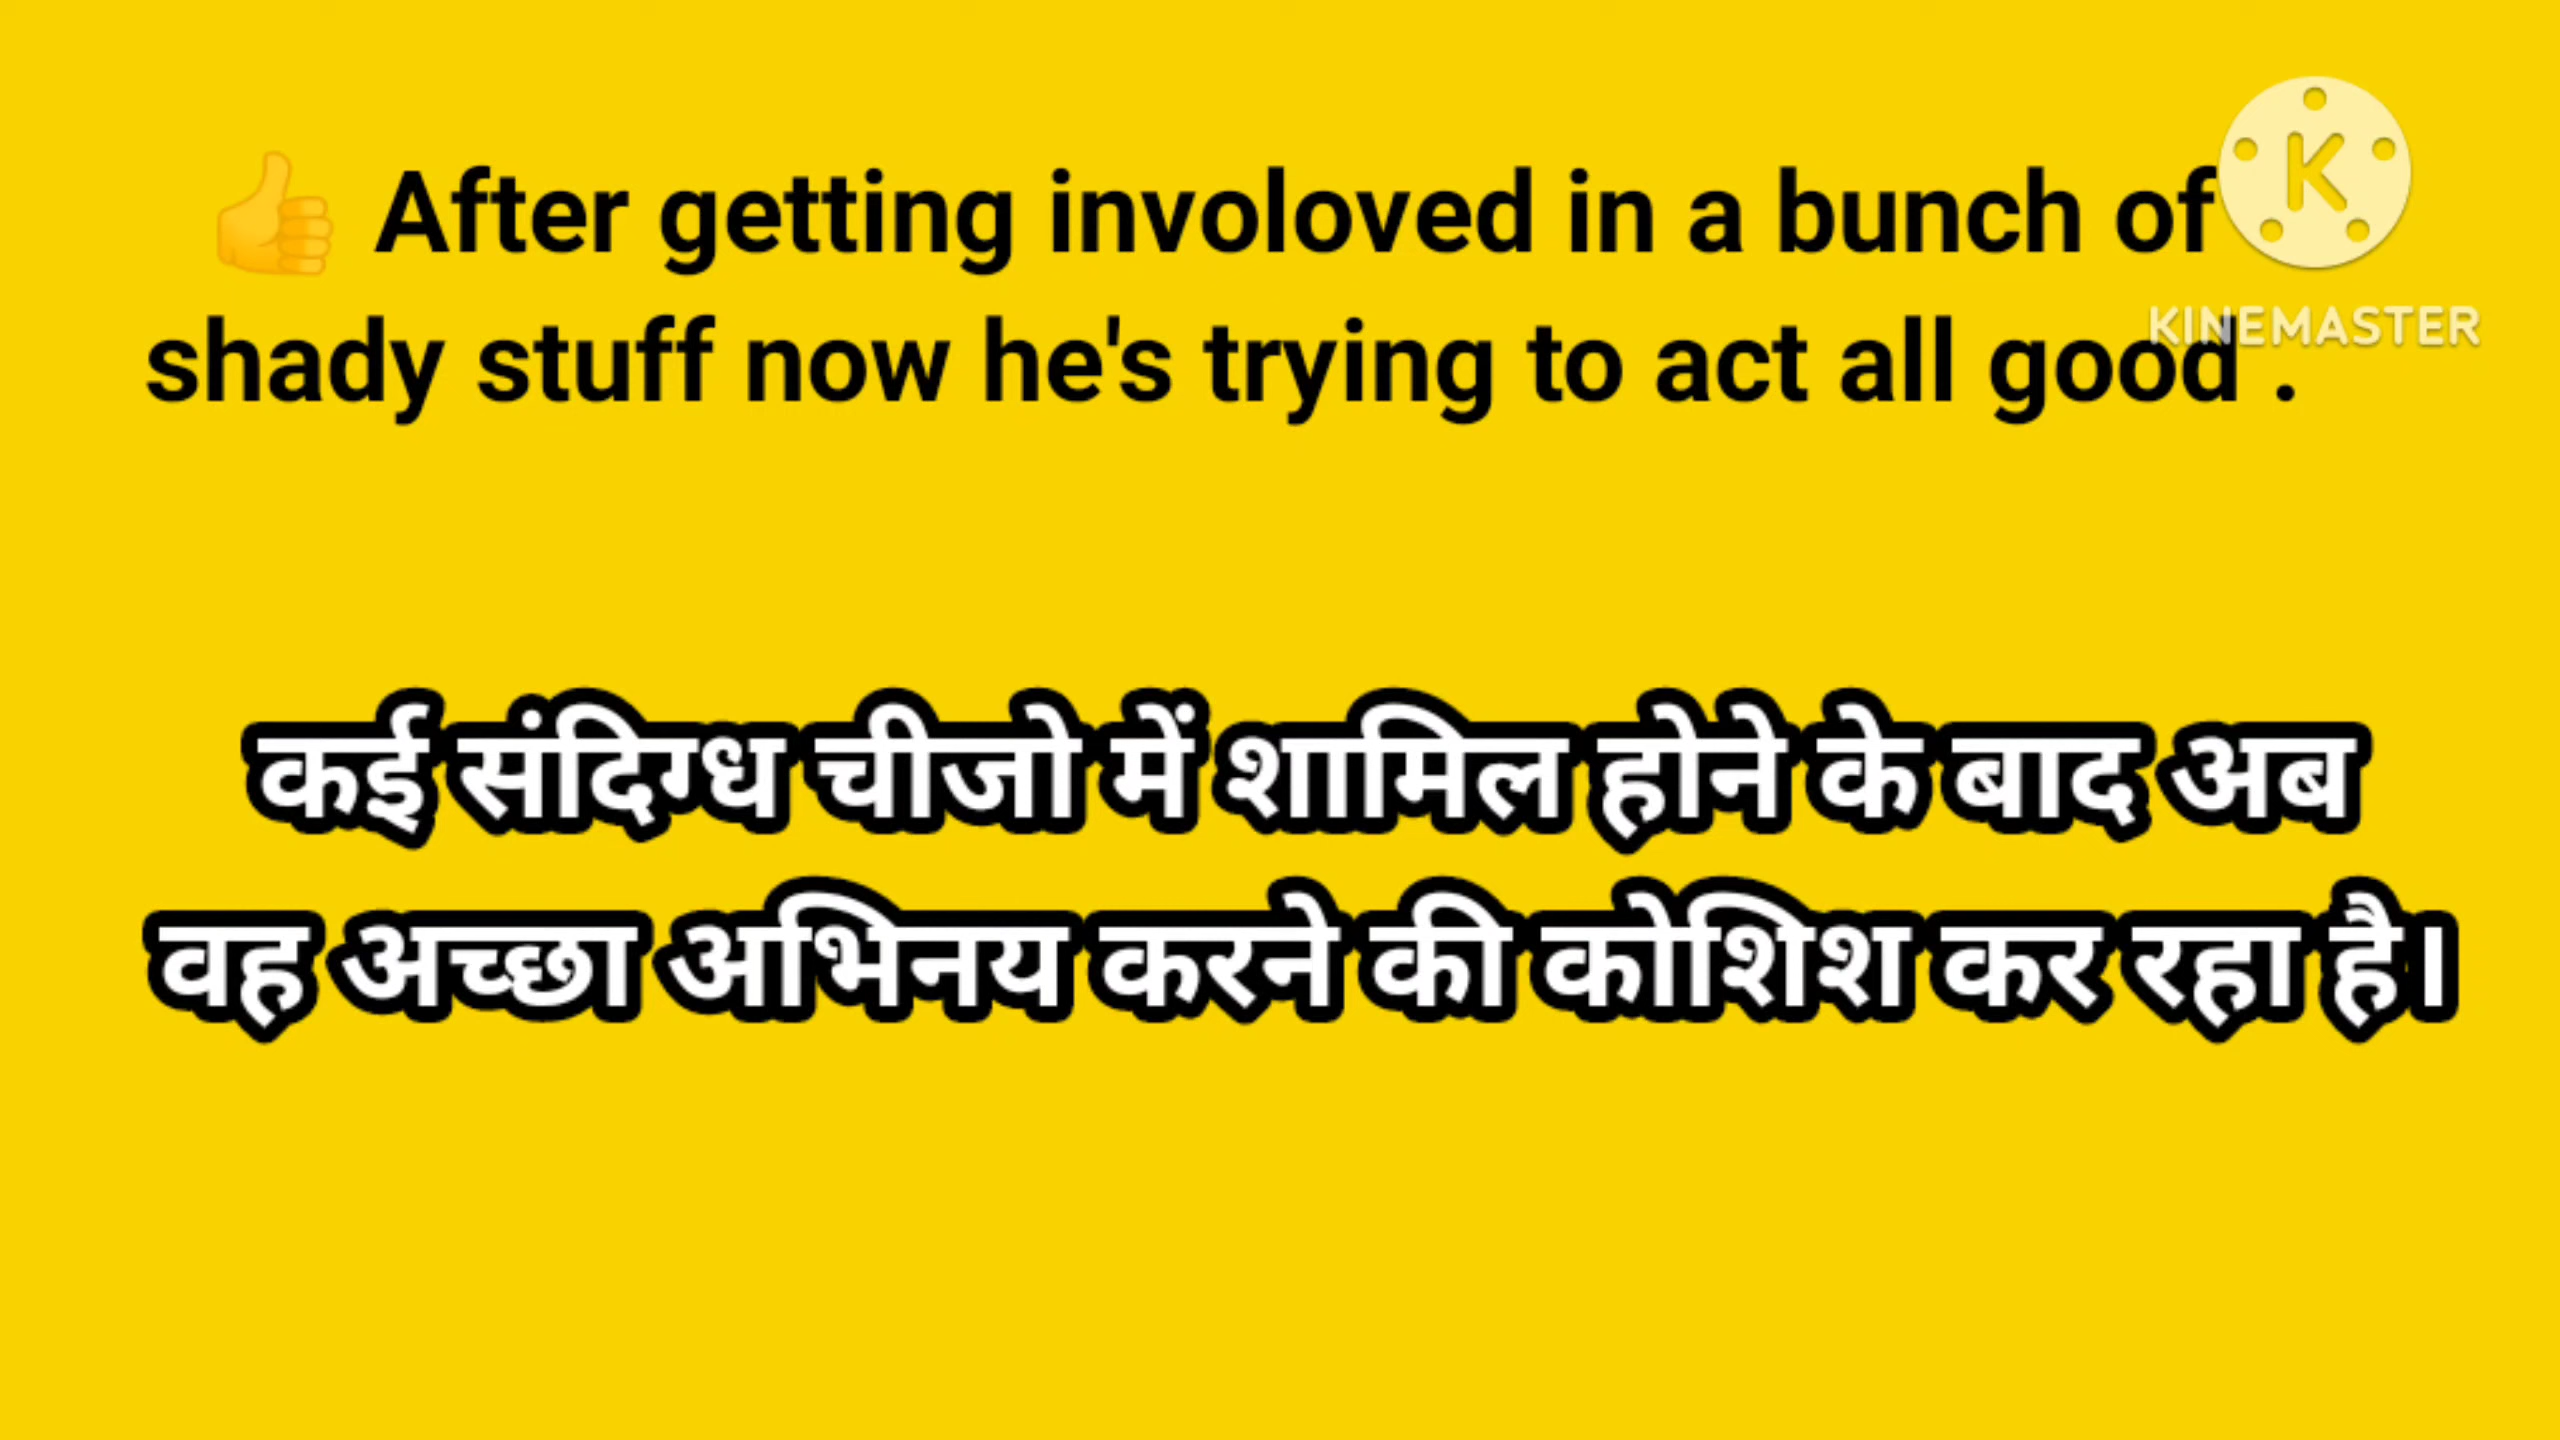 👍 After getting involoved in a bunch of
shady stuff now he's trying to act all good .
KINEMASTER
कई संदिग्ध चीजो में शामिल होने के बाद अब
वह अच्छा अभिनय करने की कोशिश कर रहा है।